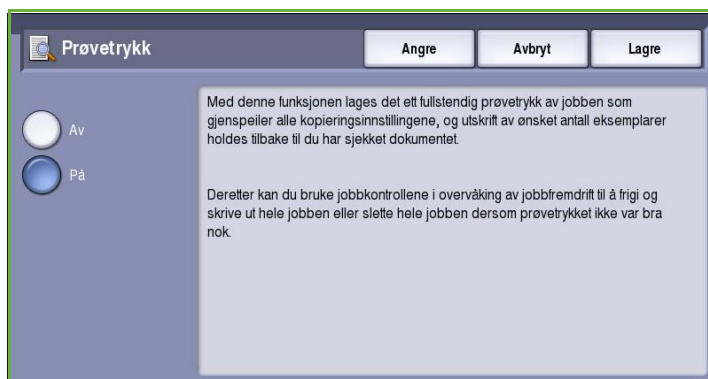 Prøvetrykk
Angre
Avbryt
Lagre
Av
På
Med denne funksjonen lages det ett fullstendig prøvetrykk av jobben som
gjenspeiler alle kopieringsinnstillingene, og utskrift av ønsket antall eksemplarer
holdes tilbake til du har sjekket dokumentet.
Deretter kan du bruke jobbkontrollene i overvåking av jobbfremdrift til å frigi og
skrive ut hele jobben eller slette hele jobben dersom prøvetrykket ikke var bra
nok.